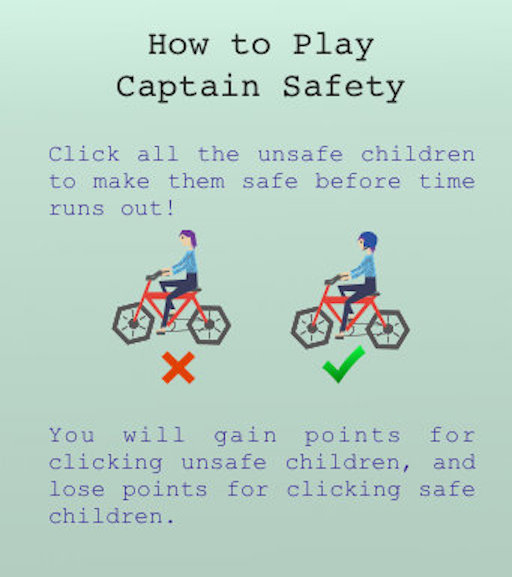 How to Play
Captain Safety
Click all the unsafe children
to make them safe before time
runs out!
You will gain points for
clicking unsafe children, and
lose points for clicking safe
children.